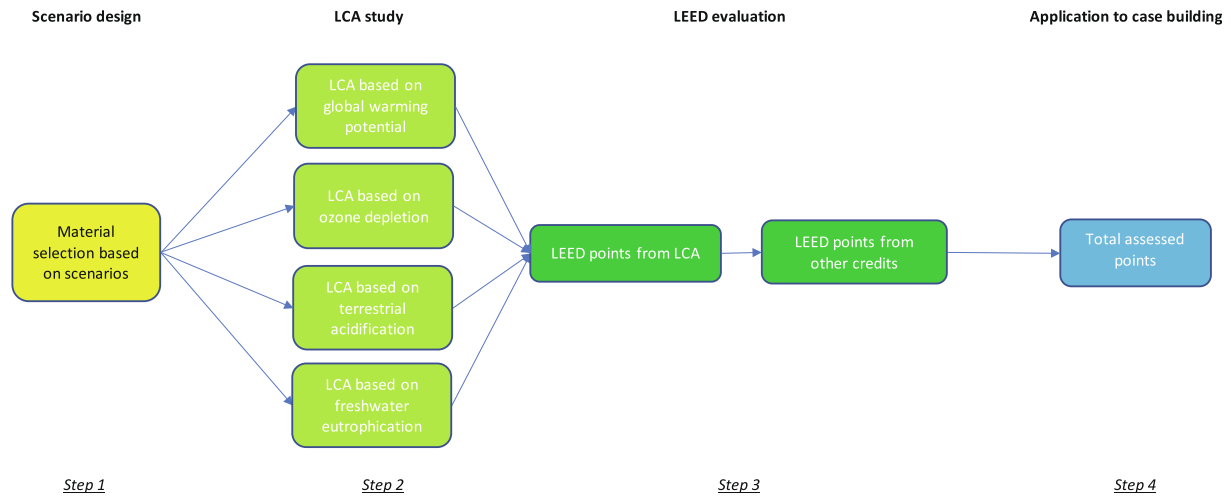 Scenario design
LCA study
LEED evaluation
Application to case building
Material
selection based
on scenarios
LCA based on
global warming
potential
LCA based on
ozone depletion
LCA based on
terrestrial
acidification
LCA based on
freshwater
eutrophication
LEED points from LCA
LEED points from
other credits
Total assessed
points
Step 1
Step 2
Step 3
Step 4